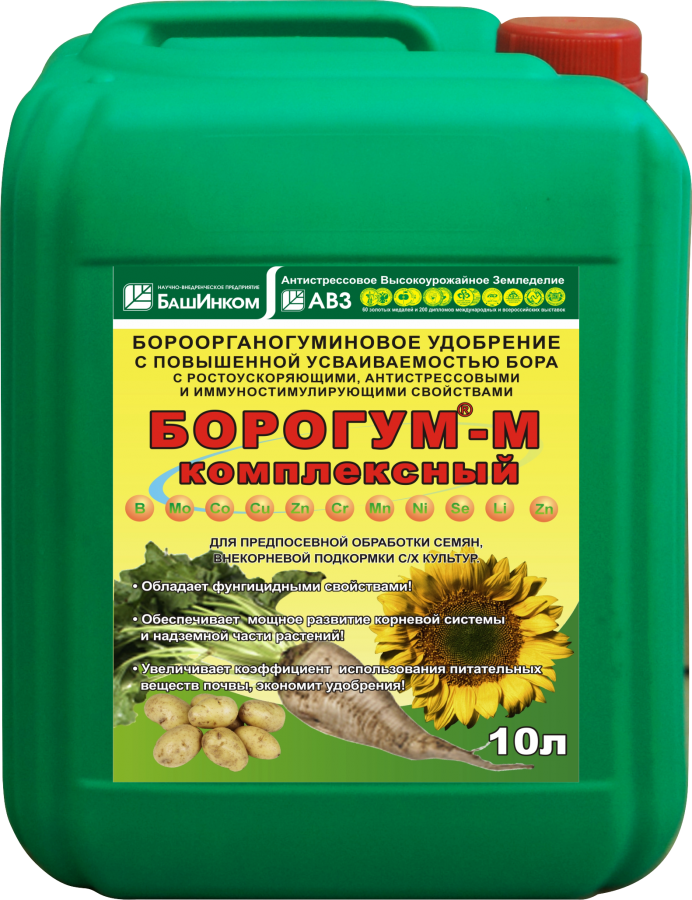 НАУЧНО-ВНЕДРЕНЧЕСКОЕ ПРЕДПРИЯТИЕ
БашИнком
Антистрессовое Высокоурожайное Земледелие
АВЗ
60 золотых медалей и 200 дипломов международных и всероссийских выставок
БОРООРГАНОГУМИНОВОЕ УДОБРЕНИЕ
С ПОВЫШЕННОЙ УСВАИВАЕМОСТЬЮ БОРА
С РОСТОУСКОРЯЮЩИМИ, АНТИСТРЕССОВЫМИ
И ИММУНОСТИМУЛИРУЮЩИМИ СВОЙСТВАМИ
БОРОГУМ®-М
комплексный
B Mo Co Cu Zn Cr Mn Ni Se Li Zn
ДЛЯ ПРЕДПОСЕВНОЙ ОБРАБОТКИ СЕМЯН,
ВНЕКОРНЕВОЙ ПОДКОРМКИ С/Х КУЛЬТУР.
• Обладает фунгицидными свойствами!
• Обеспечивает мощное развитие корневой системы
и надземной части растений!
• Увеличивает коэффициент использования питательных
веществ почвы, экономит удобрения!
10л